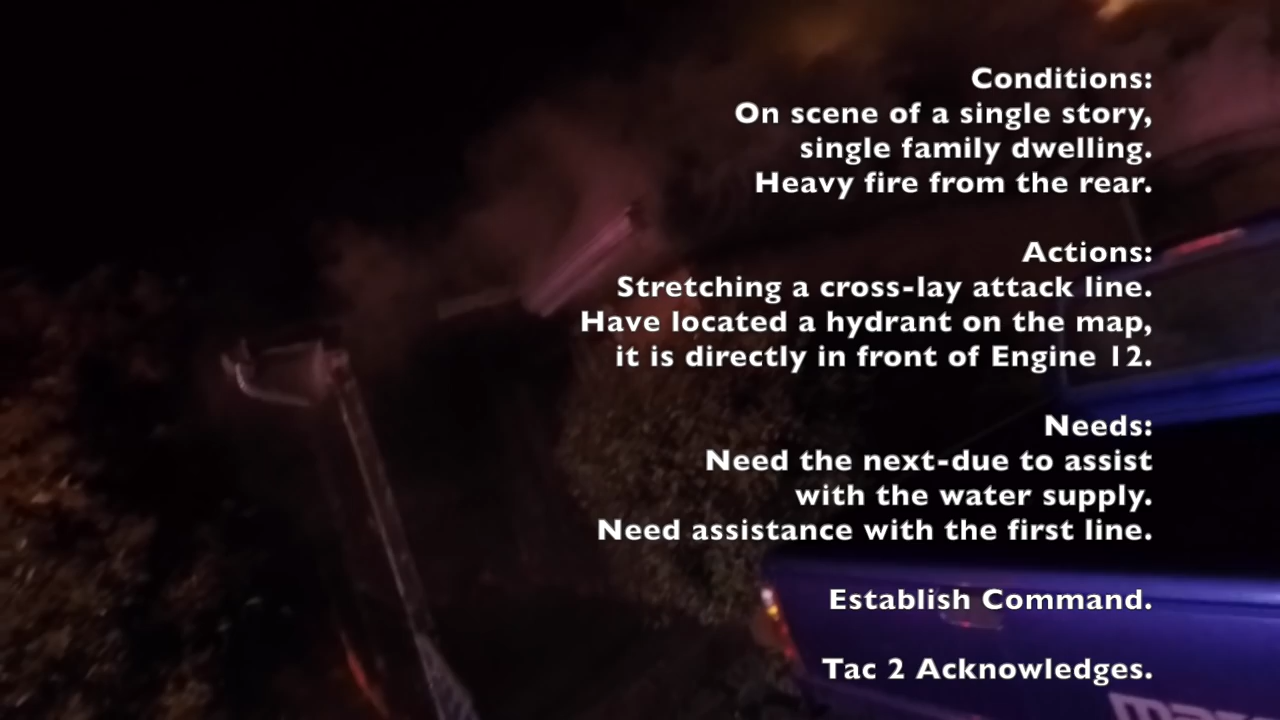 Conditions:
On scene of a single story,
single family dwelling.
Heavy fire from the rear.
Actions:
Stretching a cross-lay attack line.
Have located a hydrant on the map,
it is directly in front of Engine 12.
Needs:
Need the next-due to assist
with the water supply.
Need assistance with the first line.
Establish Command.
Tac 2 Acknowledges.